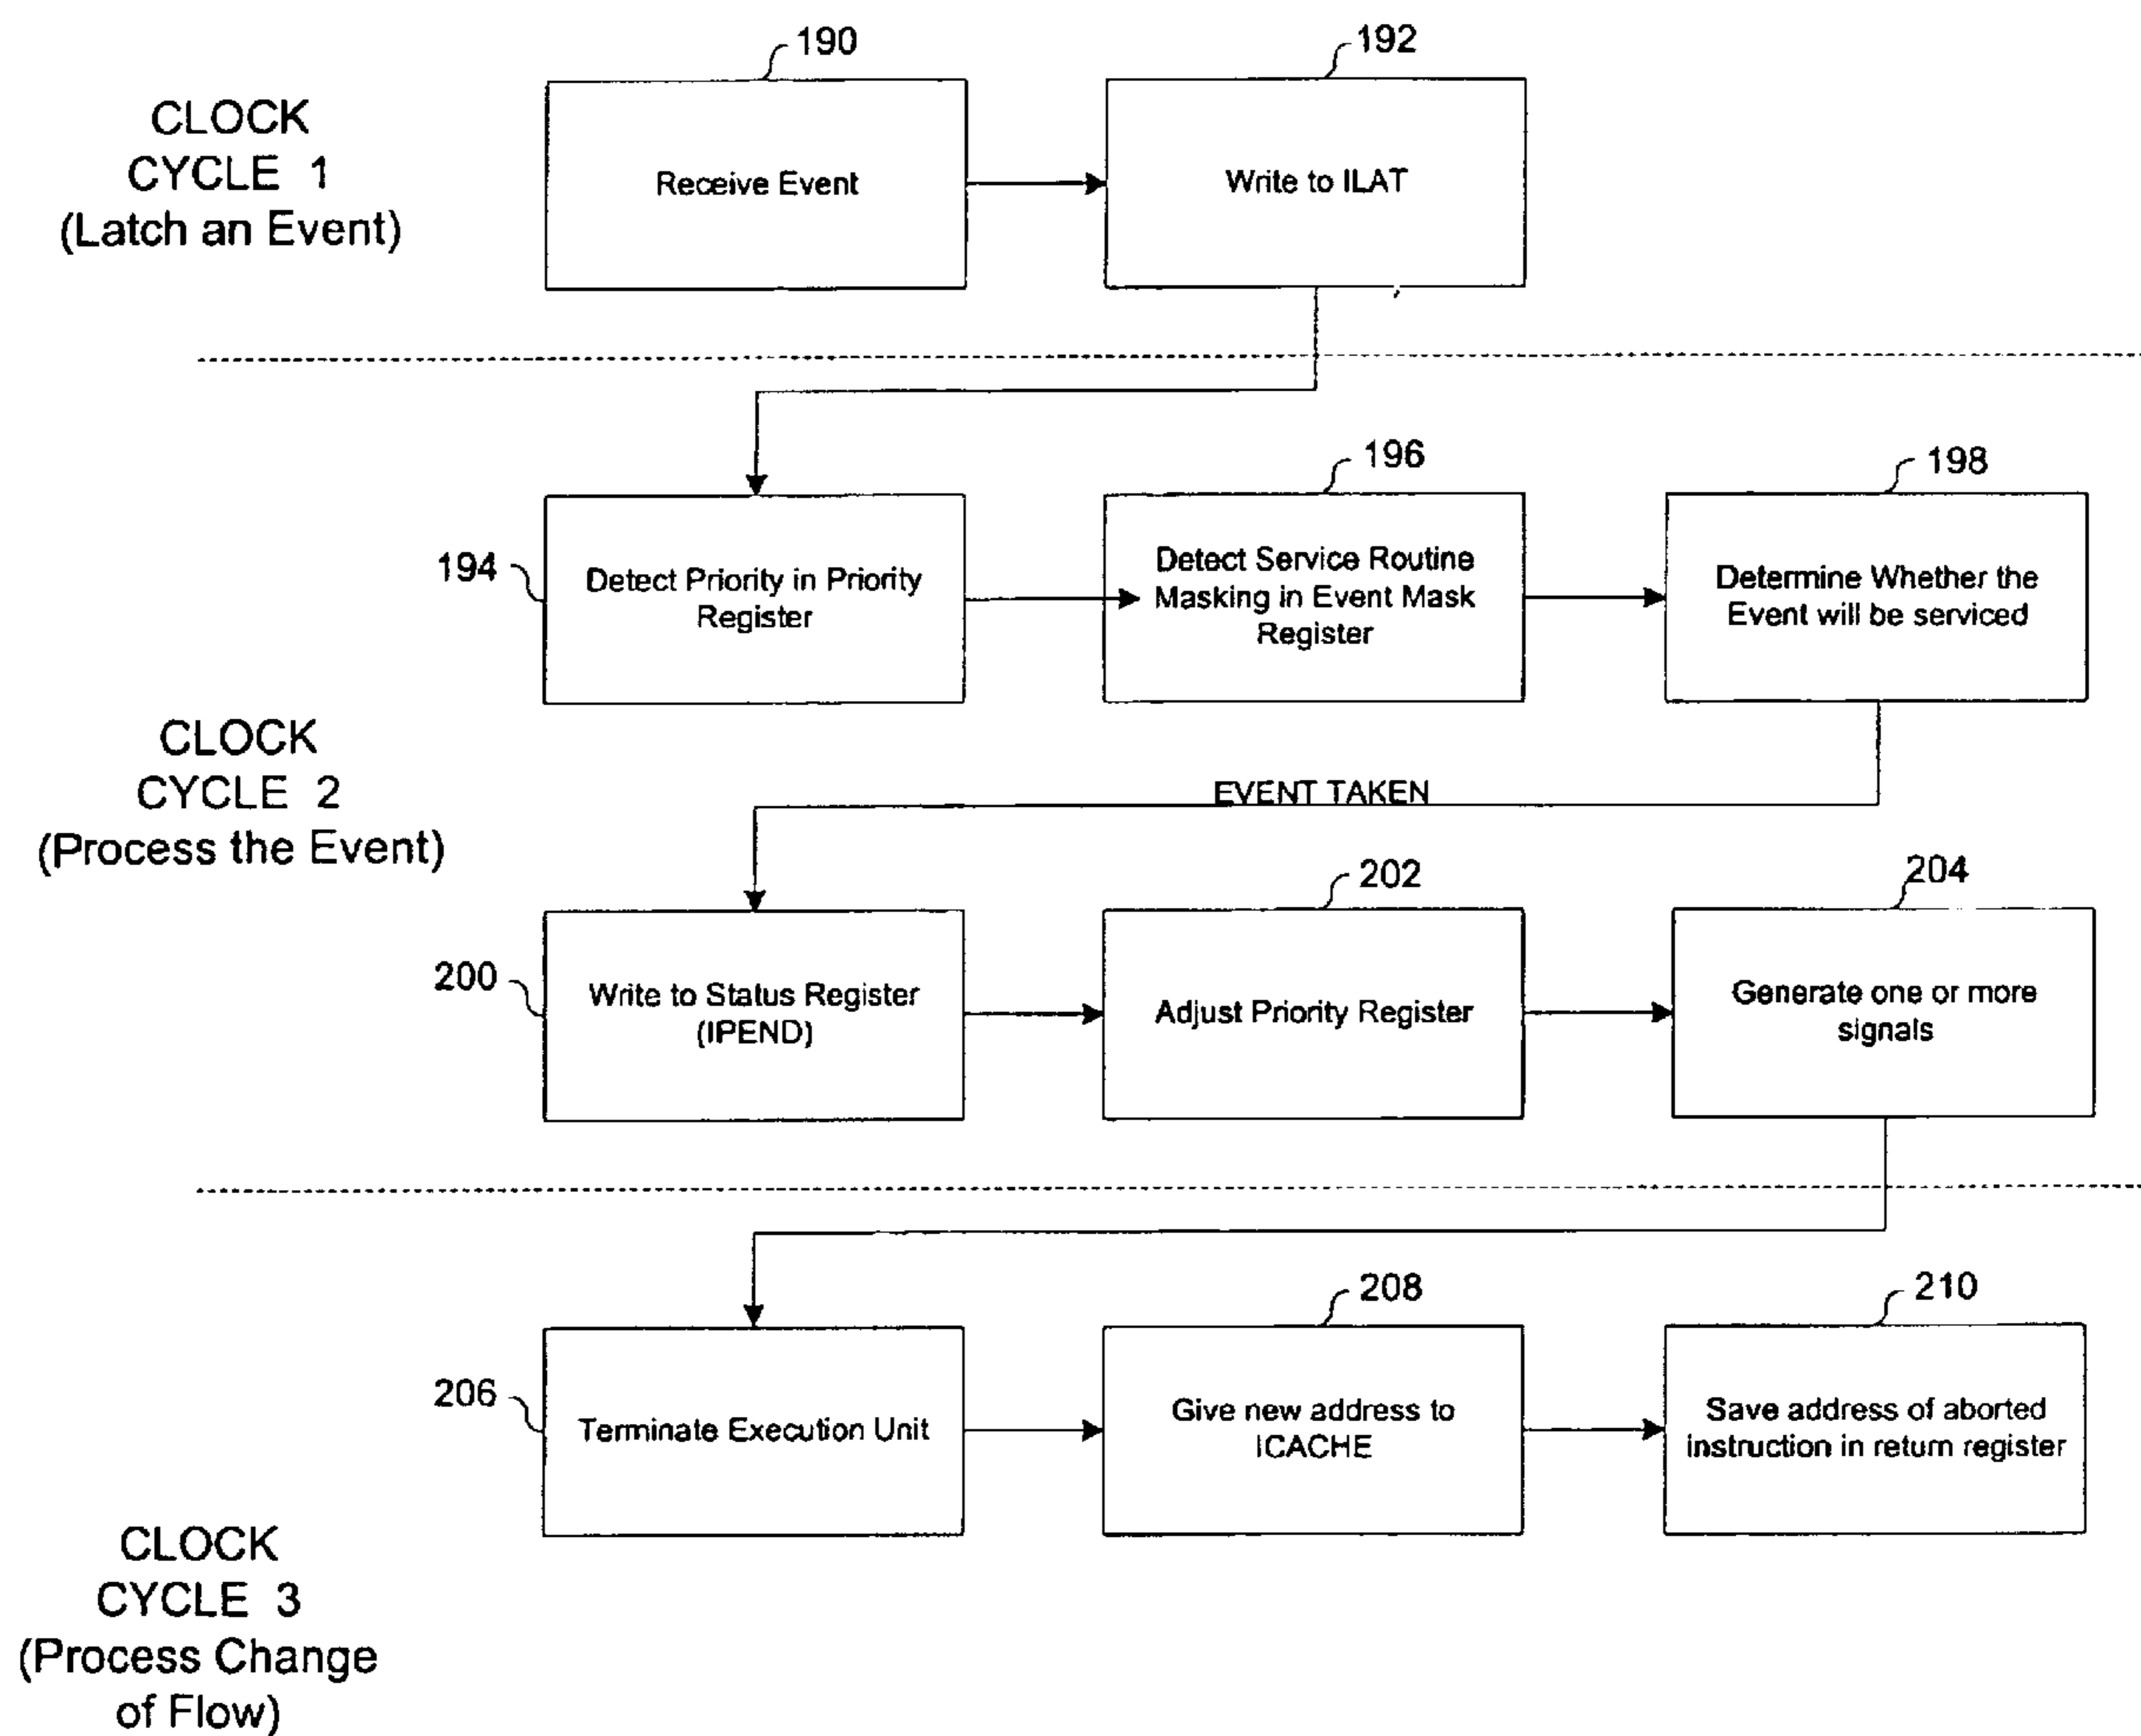 190
192
CLOCK
CYCLE 1
(Latch an Event)
Receive Event
Write to ILAT
196
198
194
Detect Priority in Priority
Register
Detect Service Routine
Masking in Event Mask
Register
Determine Whether the
Event will be serviced
CLOCK
CYCLE 2
(Process the Event)
EVENT TAKEN
202
204
200
Write to Status Register
(IPEND)
Adjust Priority Register
Generate one or more
signals
208
210
206
Terminate Execution Unit
Give new address to
ICACHE
Save address of aborted
instruction in return register
CLOCK
CYCLE 3
(Process Change
of Flow)